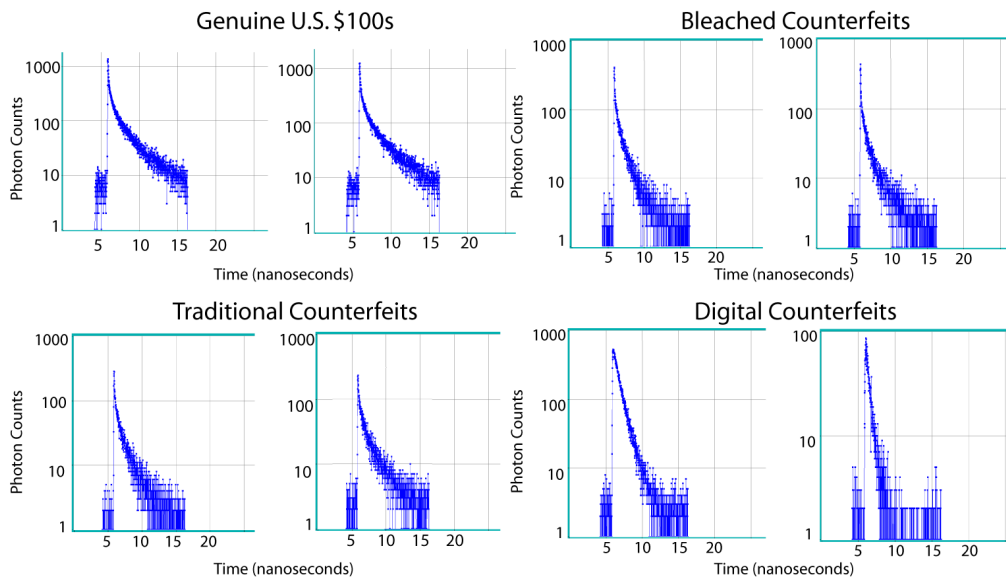 Genuine U.S. $100s
Bleached Counterfeits
Photon Counts
1000
100
10
1
5 10 15 20
1000
100
10
1
5 10 15 20
Time (nanoseconds)
Photon Counts
1000
100
10
1
5 10 15 20
1000
100
10
1
5 10 15 20
Time (nanoseconds)
Traditional Counterfeits
Digital Counterfeits
Photon Counts
1000
100
10
1
5 10 15 20
1000
100
10
1
5 10 15 20
Time (nanoseconds)
Photon Counts
1000
100
10
1
5 10 15 20
100
10
1
5 10 15 20
Time (nanoseconds)